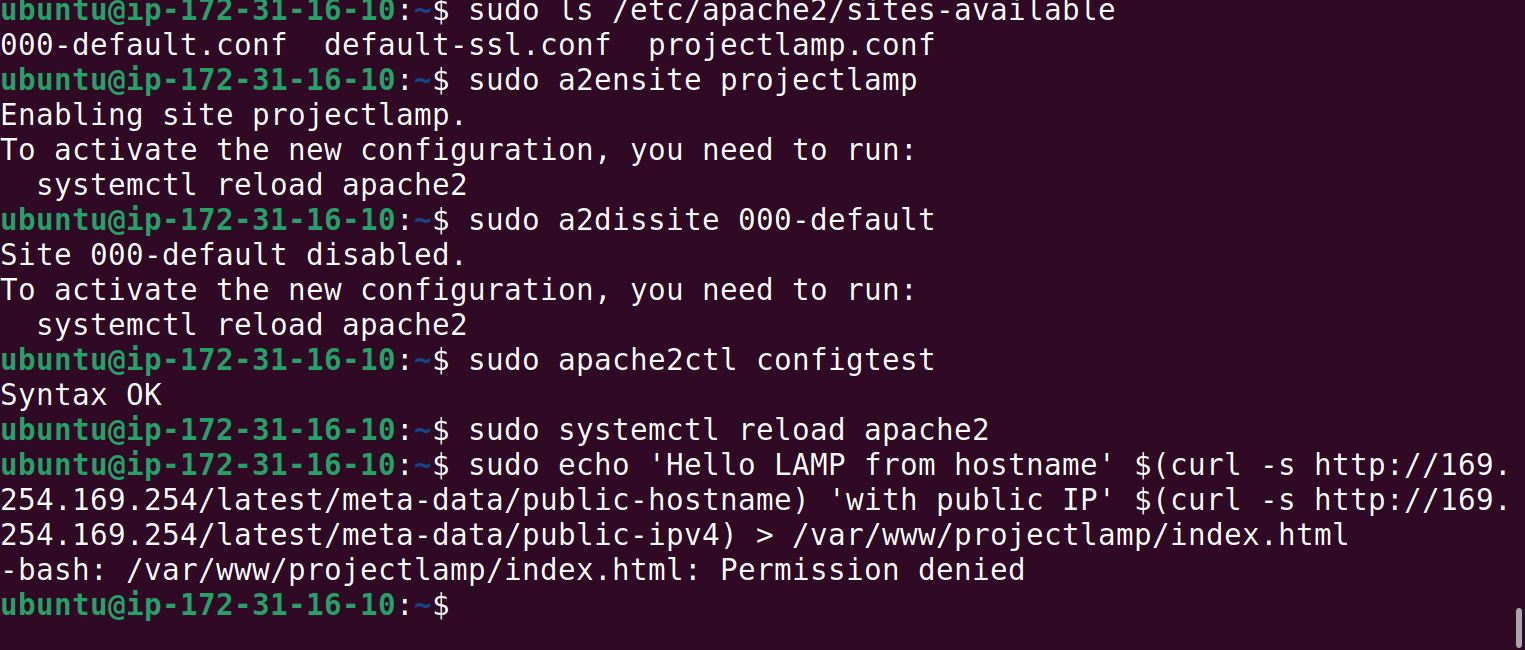 ubuntu@ip-172-31-16-10:~$ sudo ls /etc/apache2/sites-available
000-default.conf  default-ssl.conf  projectlamp.conf
ubuntu@ip-172-31-16-10:~$ sudo a2ensite projectlamp
Enabling site projectlamp.
To activate the new configuration, you need to run:
  systemctl reload apache2
ubuntu@ip-172-31-16-10:~$ sudo a2dissite 000-default
Site 000-default disabled.
To activate the new configuration, you need to run:
  systemctl reload apache2
ubuntu@ip-172-31-16-10:~$ sudo apache2ctl configtest
Syntax OK
ubuntu@ip-172-31-16-10:~$ sudo systemctl reload apache2
ubuntu@ip-172-31-16-10:~$ sudo echo 'Hello LAMP from hostname' $(curl -s http://169.
254.169.254/latest/meta-data/public-hostname) 'with public IP' $(curl -s http://169.
254.169.254/latest/meta-data/public-ipv4) > /var/www/projectlamp/index.html
-bash: /var/www/projectlamp/index.html: Permission denied
ubuntu@ip-172-31-16-10:~$